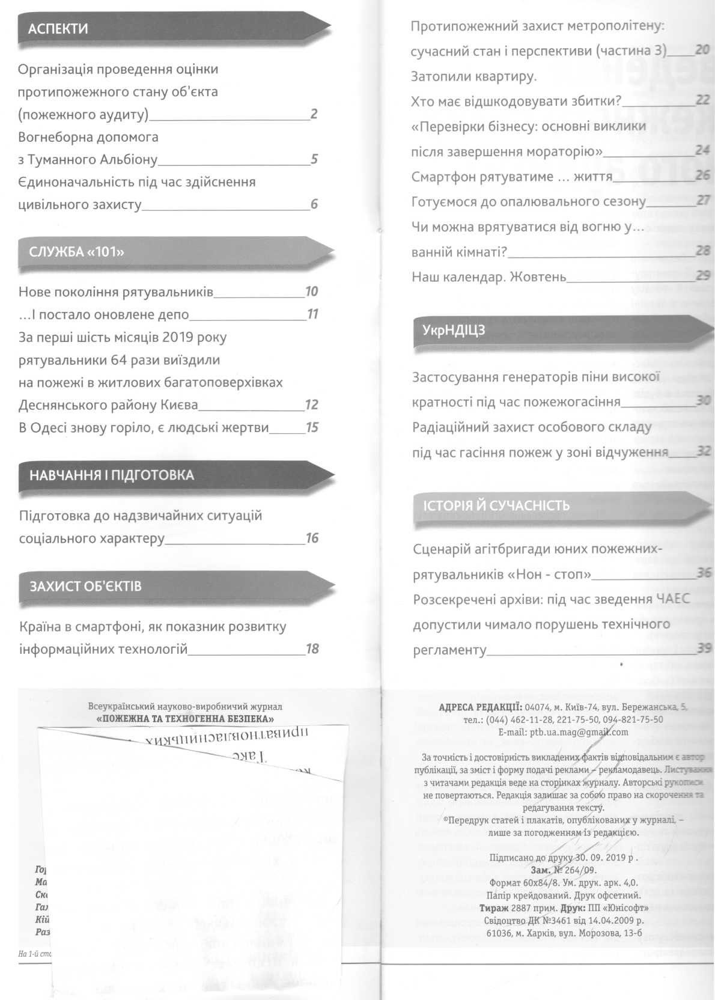 АСПЕКТИ
Організація проведення оцінки
протипожежного стану об'єкта
(пожежного аудиту) 2
Вогнеборна допомога
з Туманного Альбіону 5
Єдиноначальність під час здійснення
цивільного захисту 6
СЛУЖБА «101»
Нове покоління рятувальників 10
...І постало оновлене депо 11
За перші шість місяців 2019 року
рятувальники 64 рази виїздили
на пожежі в житлових багатоповерхівках
Деснянського району Києва 12
В Одесі знову горіло, є людські жертви 15
НАВЧАННЯ І ПІДГОТОВКА
Підготовка до надзвичайних ситуацій
соціального характеру 16
ЗАХИСТ ОБ'ЄКТІВ
Країна в смартфоні, як показник розвитку
інформаційних технологій 18
Всеукраїнський науково-виробничий журнал
«ПОЖЕЖНА ТА ТЕХНОГЕННА БЕЗПЕКА»
приватновласницьких
Такс
Гор
Ма
Ске
Гал
Кій
Раз
На 1-й сто
Протипожежний захист метрополітену:
сучасний стан і перспективи (частина 3) 20
Затопили квартиру.
Хто має відшкодовувати збитки? 22
«Перевірки бізнесу: основні виклики
після завершення мораторію» 24
Смартфон рятуватиме ... життя 26
Готуємося до опалювального сезону 27
Чи можна врятуватися від вогню у...
ванній кімнаті? 28
Наш календар. Жовтень 29
УкрНДІЦЗ
Застосування генераторів піни високої
кратності під час пожежогасіння 30
Радіаційний захист особового складу
під час гасіння пожеж у зоні відчуження 32
ІСТОРІЯ Й СУЧАСНІСТЬ
Сценарій агітбригади юних пожежних-
рятувальників «Нон - стоп» 36
Розсекречені архіви: під час зведення ЧАЕС
допустили чимало порушень технічного
регламенту 39
АДРЕСА РЕДАКЦІЇ: 04074, м. Київ-74, вул. Бережанська, 5,
тел.: (044) 462-11-28, 221-75-50, 094-821-75-50
E-mail: ptb.ua.mag@gmail.com
За точність і достовірність викладених фактів відповідальним є автор
публікації, за зміст і форму подачі реклами – рекламодавець. Листування
з читачами редакція веде на сторінках журналу. Авторські рукописи
не повертаються. Редакція залишає за собою право на скорочення та
редагування тексту.
©Передрук статей і плакатів, опублікованих у журналі, –
лише за погодженням із редакцією.
Підписано до друку 30. 09. 2019 р .
Зам. № 264/09.
Формат 60х84/8. Ум. друк. арк. 4,0.
Папір крейдований. Друк офсетний.
Тираж 2887 прим. Друк: ПП «Юнісофт»
Свідоцтво ДК №3461 від 14.04.2009 р.
61036, м. Харків, вул. Морозова, 13-б